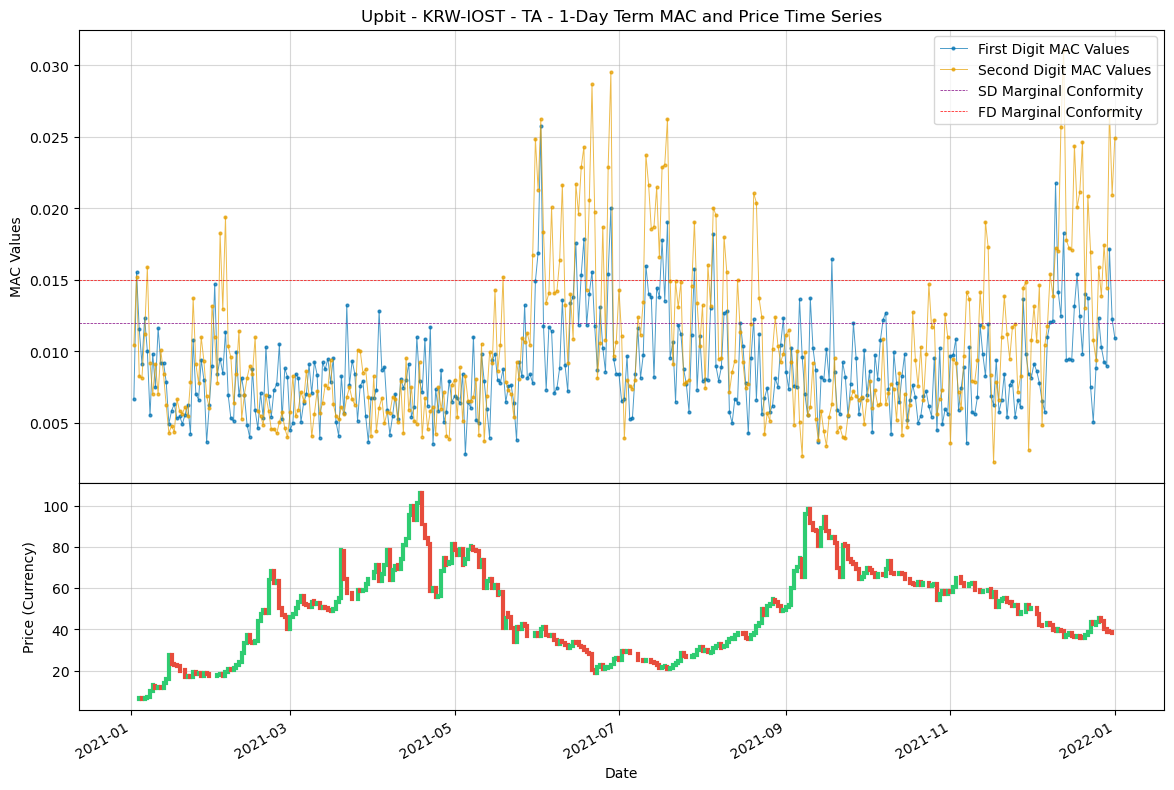 Upbit - KRW-IOST - TA - 1-Day Term MAC and Price Time Series
First Digit MAC Values
Second Digit MAC Values
SD Marginal Conformity
FD Marginal Conformity
MAC Values
0.030
0.025
0.020
0.015
0.010
0.005
Price (Currency)
100
80
60
40
20
2021-01
2021-03
2021-05
2021-07
2021-09
2021-11
2022-01
Date